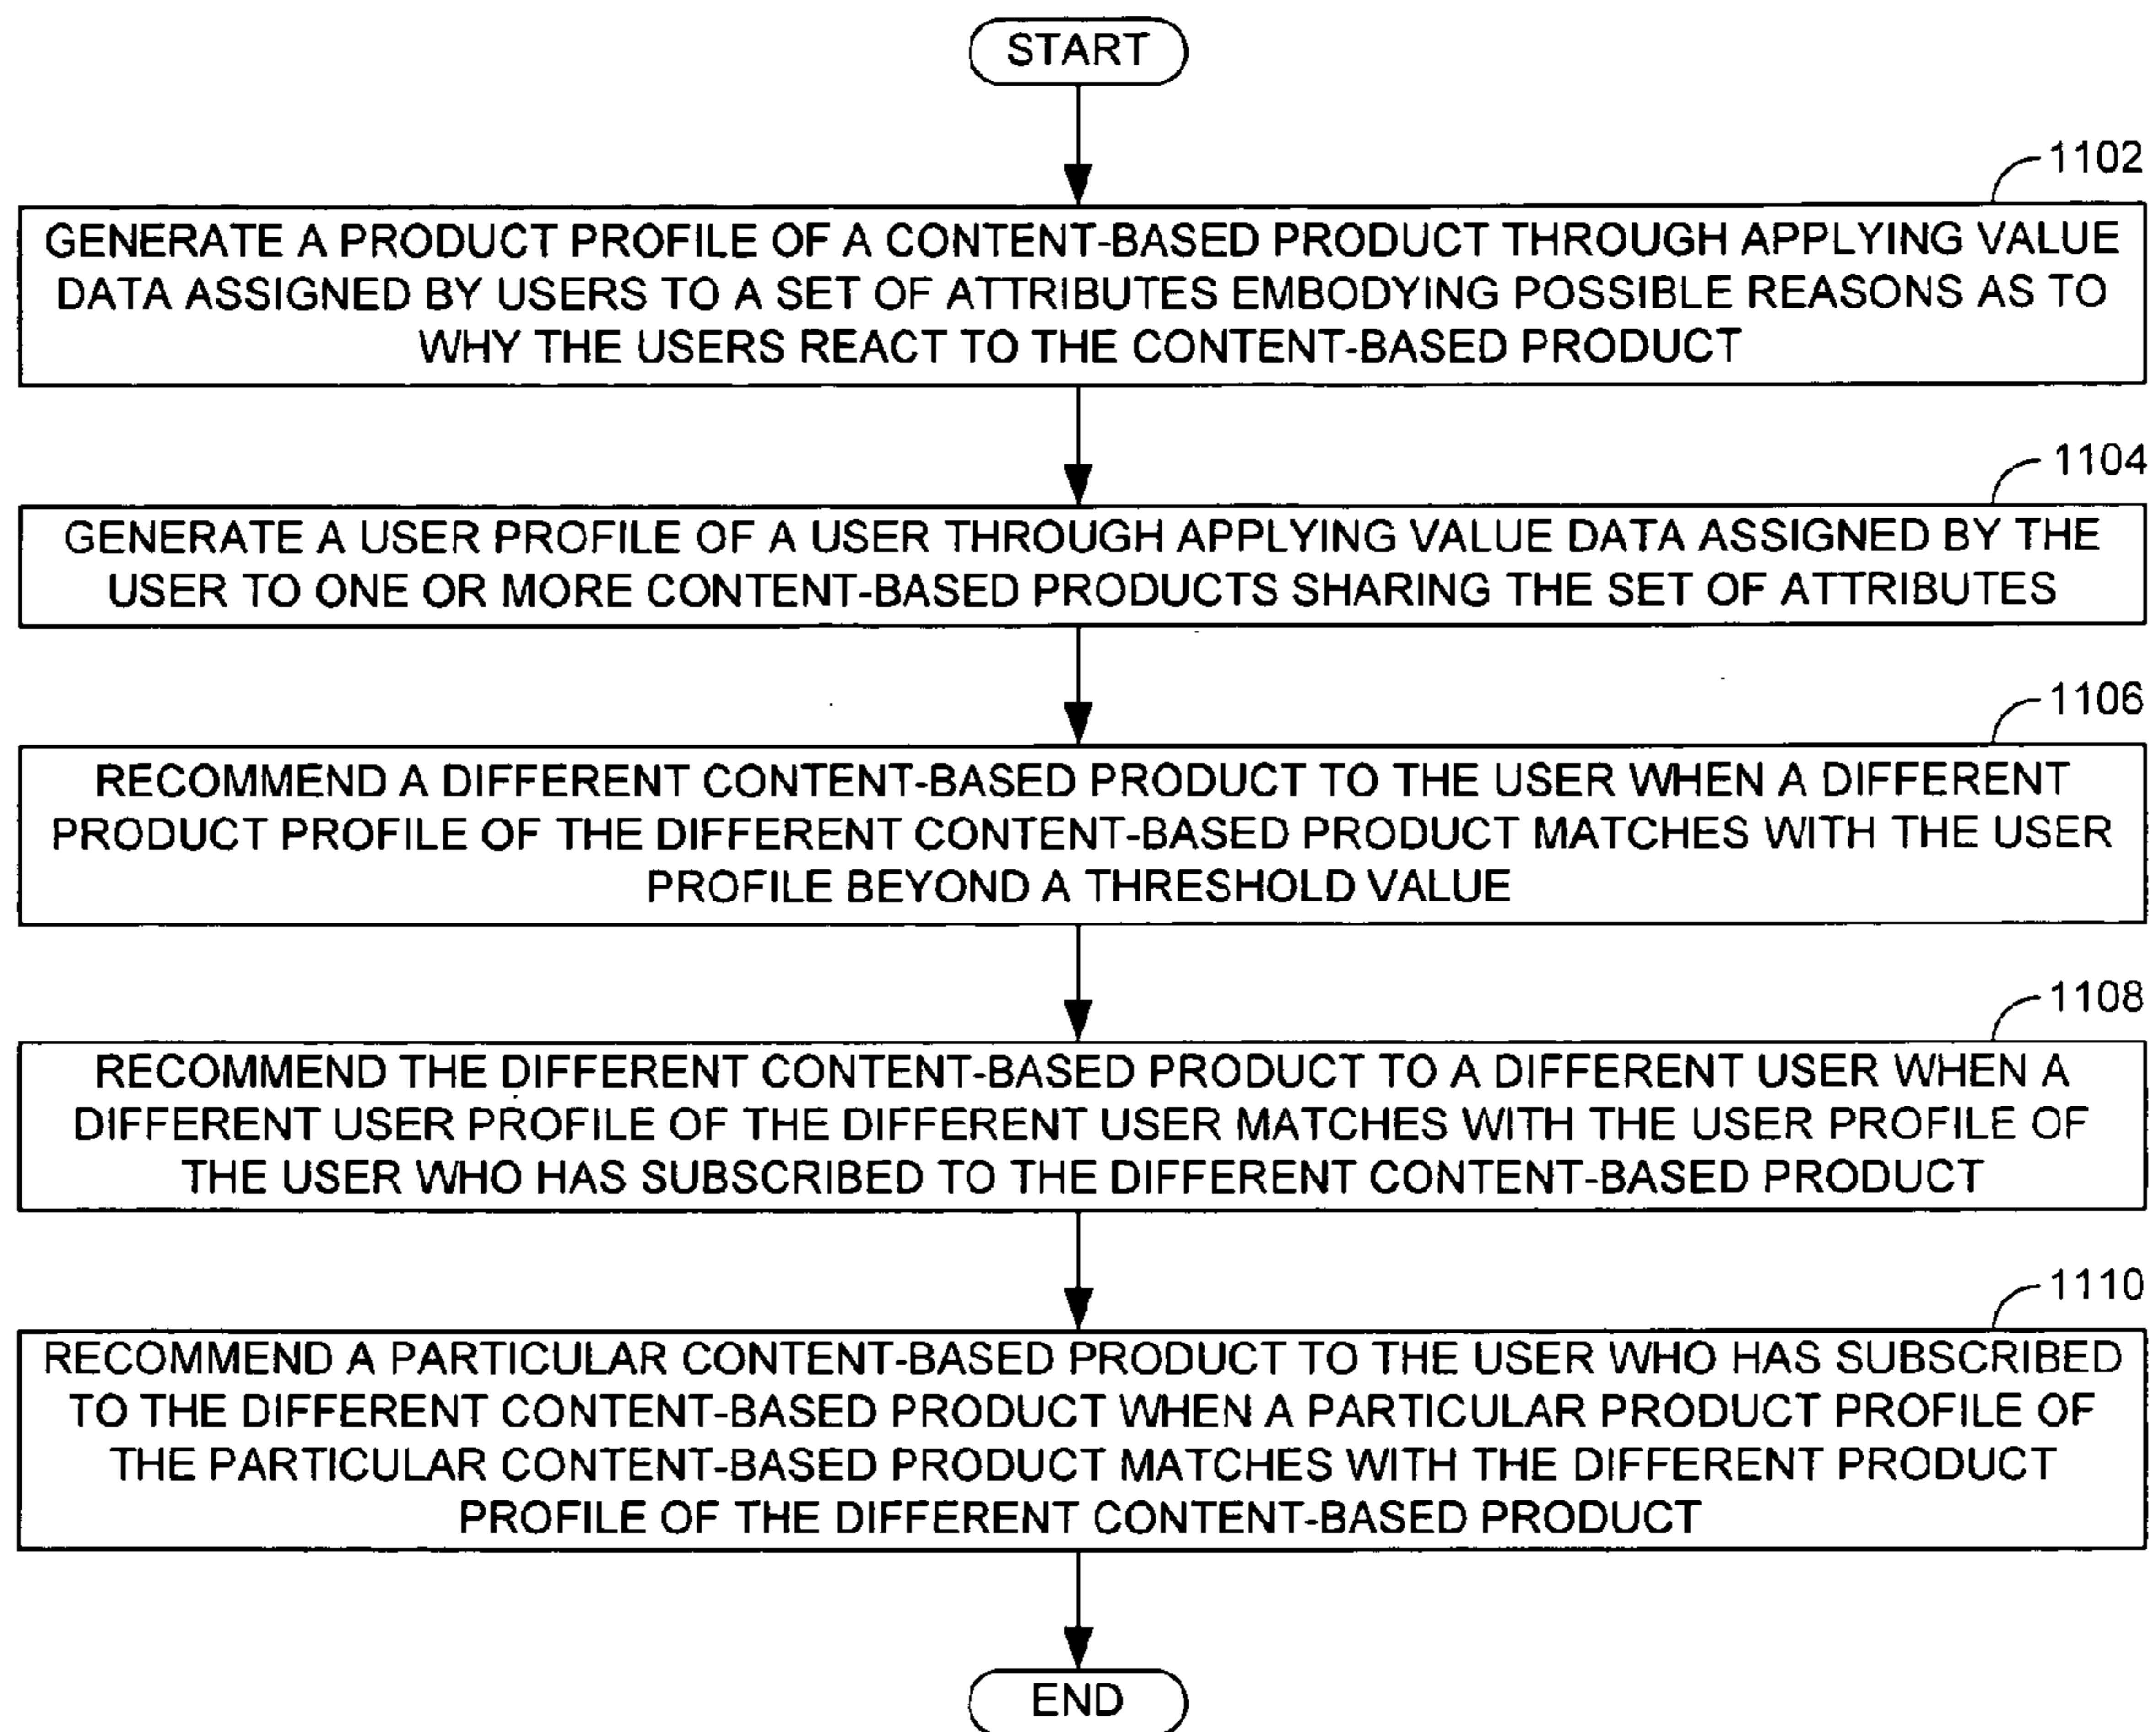 START
1102
GENERATE A PRODUCT PROFILE OF A CONTENT-BASED PRODUCT THROUGH APPLYING VALUE
DATA ASSIGNED BY USERS TO A SET OF ATTRIBUTES EMBODYING POSSIBLE REASONS AS TO
WHY THE USERS REACT TO THE CONTENT-BASED PRODUCT
1104
GENERATE A USER PROFILE OF A USER THROUGH APPLYING VALUE DATA ASSIGNED BY THE
USER TO ONE OR MORE CONTENT-BASED PRODUCTS SHARING THE SET OF ATTRIBUTES
1106
RECOMMEND A DIFFERENT CONTENT-BASED PRODUCT TO THE USER WHEN A DIFFERENT
PRODUCT PROFILE OF THE DIFFERENT CONTENT-BASED PRODUCT MATCHES WITH THE USER
PROFILE BEYOND A THRESHOLD VALUE
1108
RECOMMEND THE DIFFERENT CONTENT-BASED PRODUCT TO A DIFFERENT USER WHEN A
DIFFERENT USER PROFILE OF THE DIFFERENT USER MATCHES WITH THE USER PROFILE OF
THE USER WHO HAS SUBSCRIBED TO THE DIFFERENT CONTENT-BASED PRODUCT
1110
RECOMMEND A PARTICULAR CONTENT-BASED PRODUCT TO THE USER WHO HAS SUBSCRIBED
TO THE DIFFERENT CONTENT-BASED PRODUCT WHEN A PARTICULAR PRODUCT PROFILE OF
THE PARTICULAR CONTENT-BASED PRODUCT MATCHES WITH THE DIFFERENT PRODUCT
PROFILE OF THE DIFFERENT CONTENT-BASED PRODUCT
END